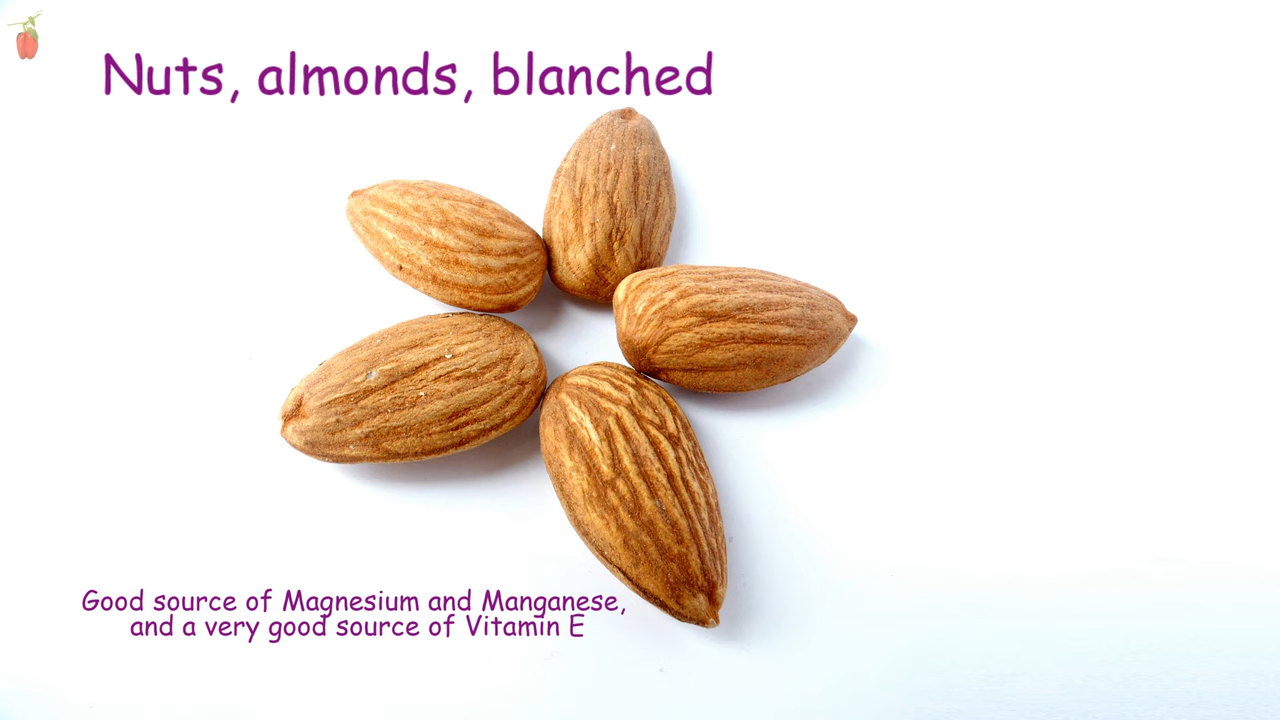 Nuts, almonds, blanched
Good source of Magnesium and Manganese,
and a very good source of Vitamin E